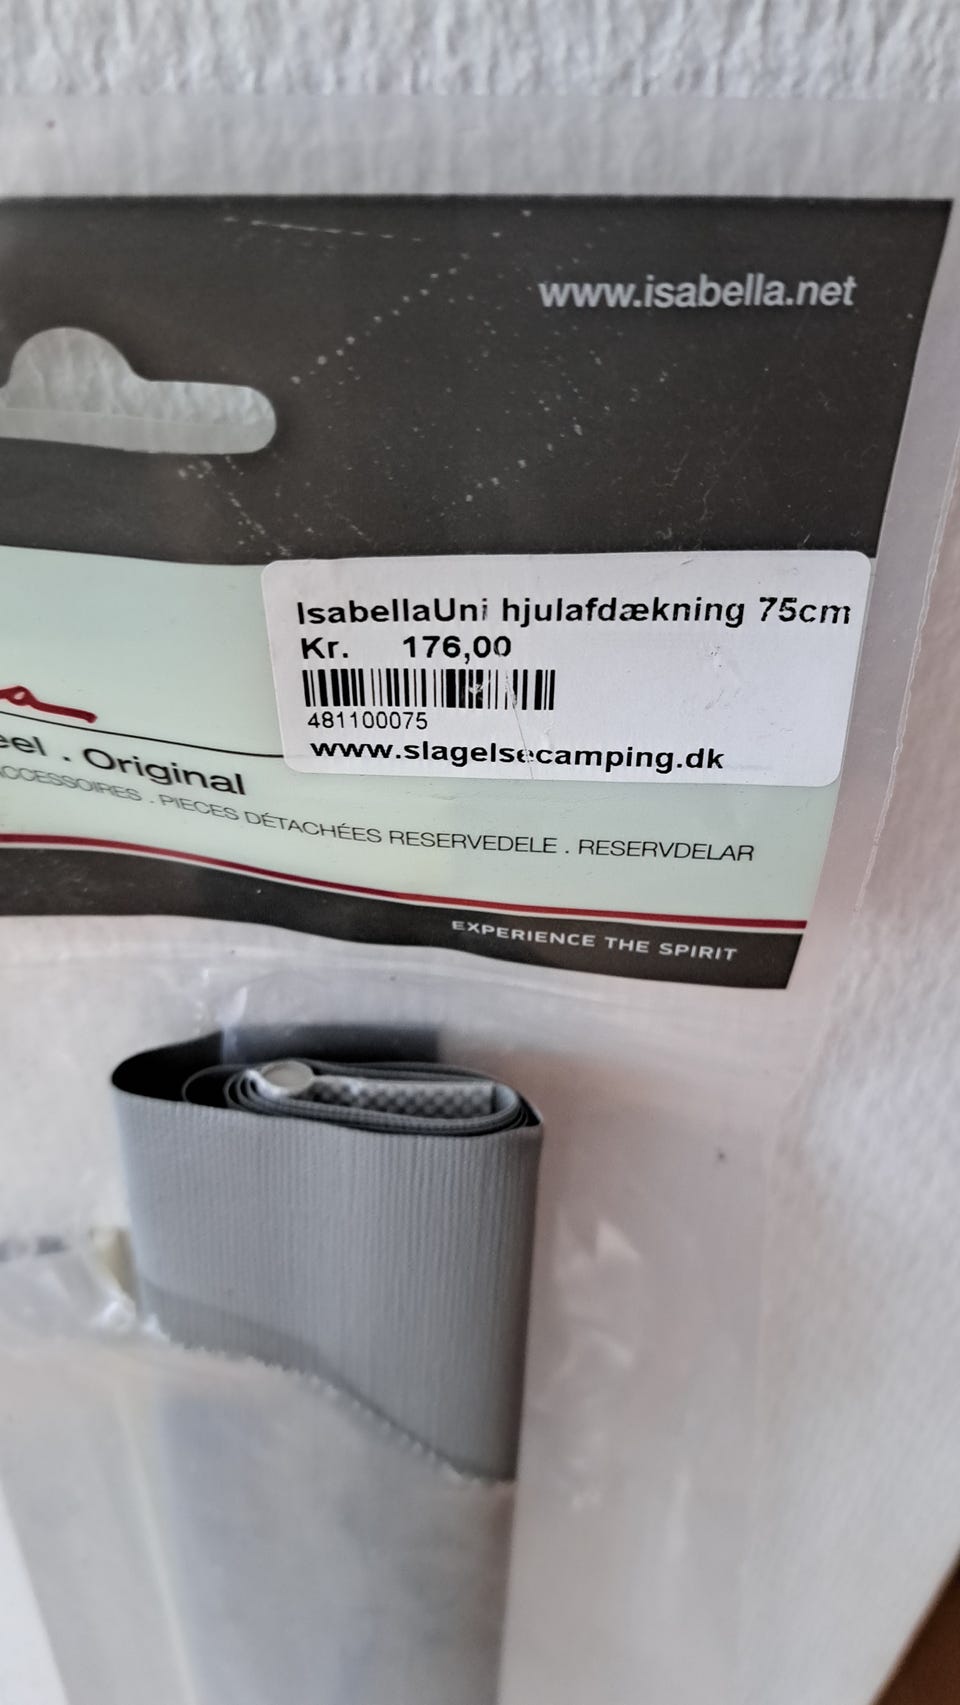 www.isabella.net
IsabellaUni hjulafdækning 75cm
Kr. 176,00
481100075
www.slagelsecamping.dk
. Original
. PIECES DÉTACHÉES RESERVEDELE . RESERVDELAR
EXPERIENCE THE SPIRIT